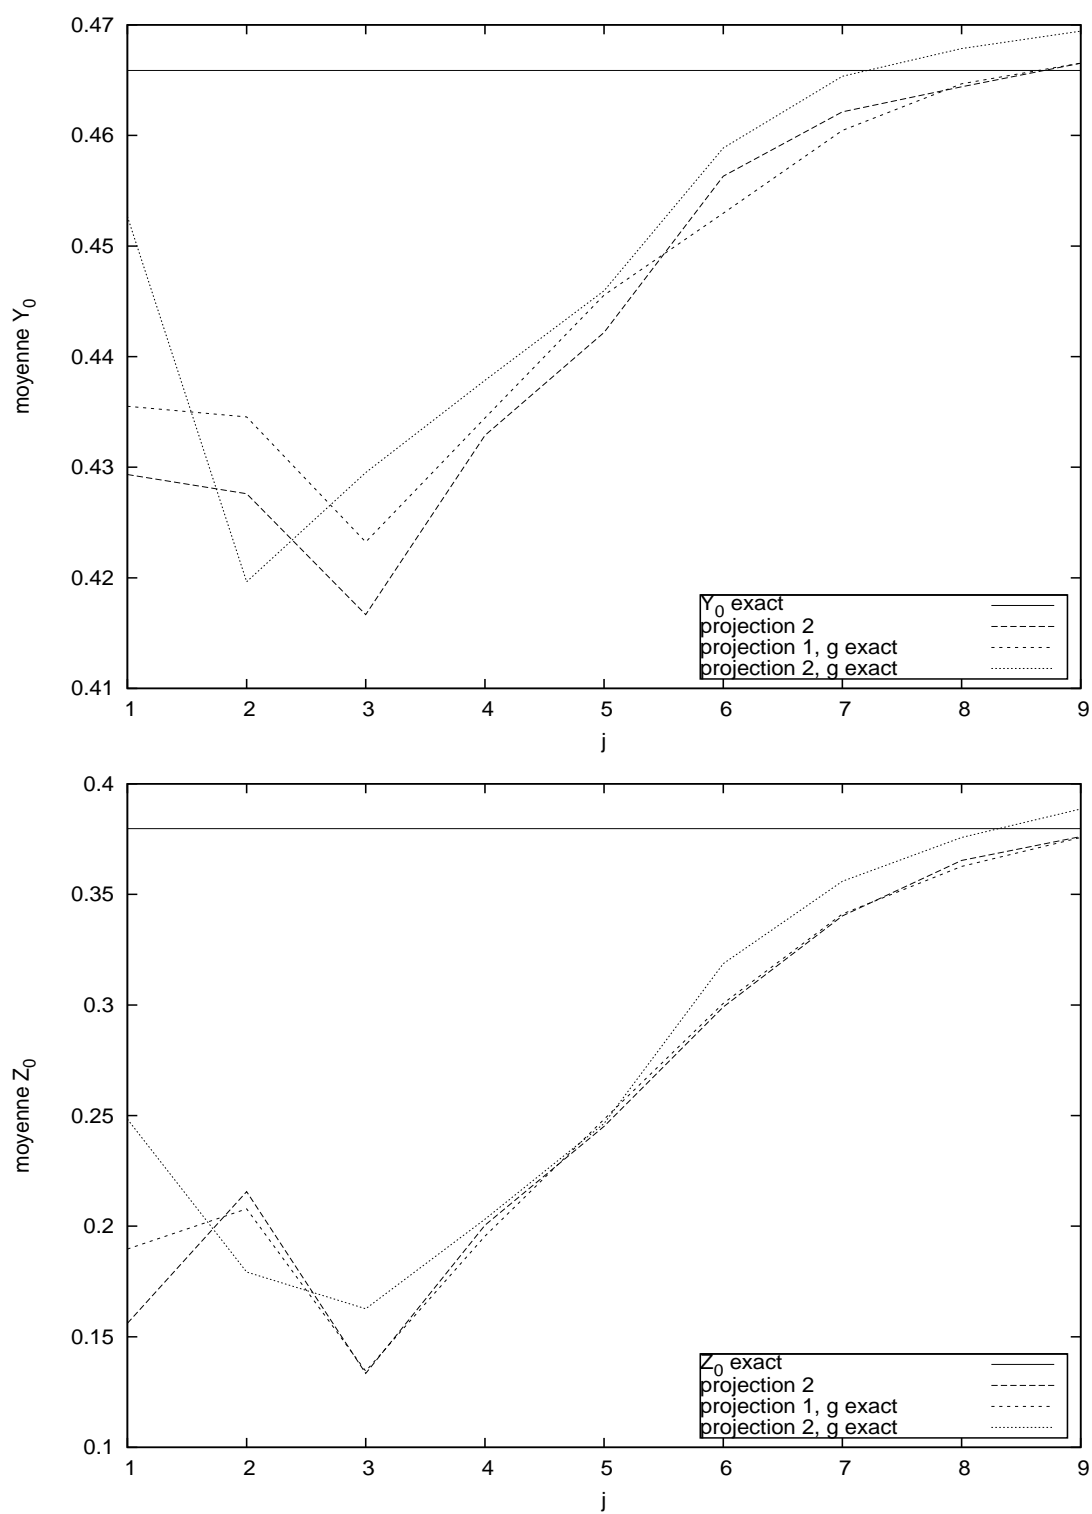 0.47
0.46
0.45
0.44
0.43
0.42
0.41
moyenne Y0
1 2 3 4 5 6 7 8 9
j
Y0 exact
projection 2
projection 1, g exact
projection 2, g exact
0.4
0.35
0.3
0.25
0.2
0.15
0.1
moyenne Z0
1 2 3 4 5 6 7 8 9
j
Z0 exact
projection 2
projection 1, g exact
projection 2, g exact